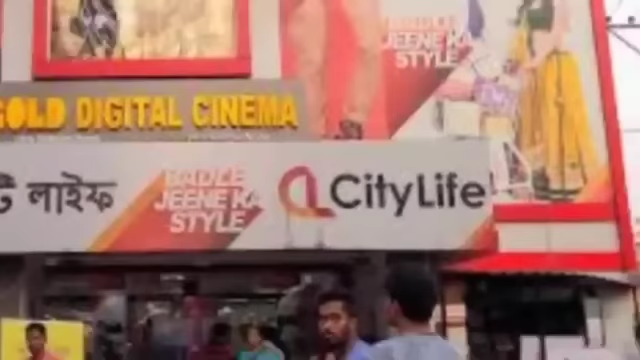 BADLE
JEENE KA
STYLE
GOLD DIGITAL CINEMA
লাইফ
BADLE
JEENE KA
STYLE
CityLife